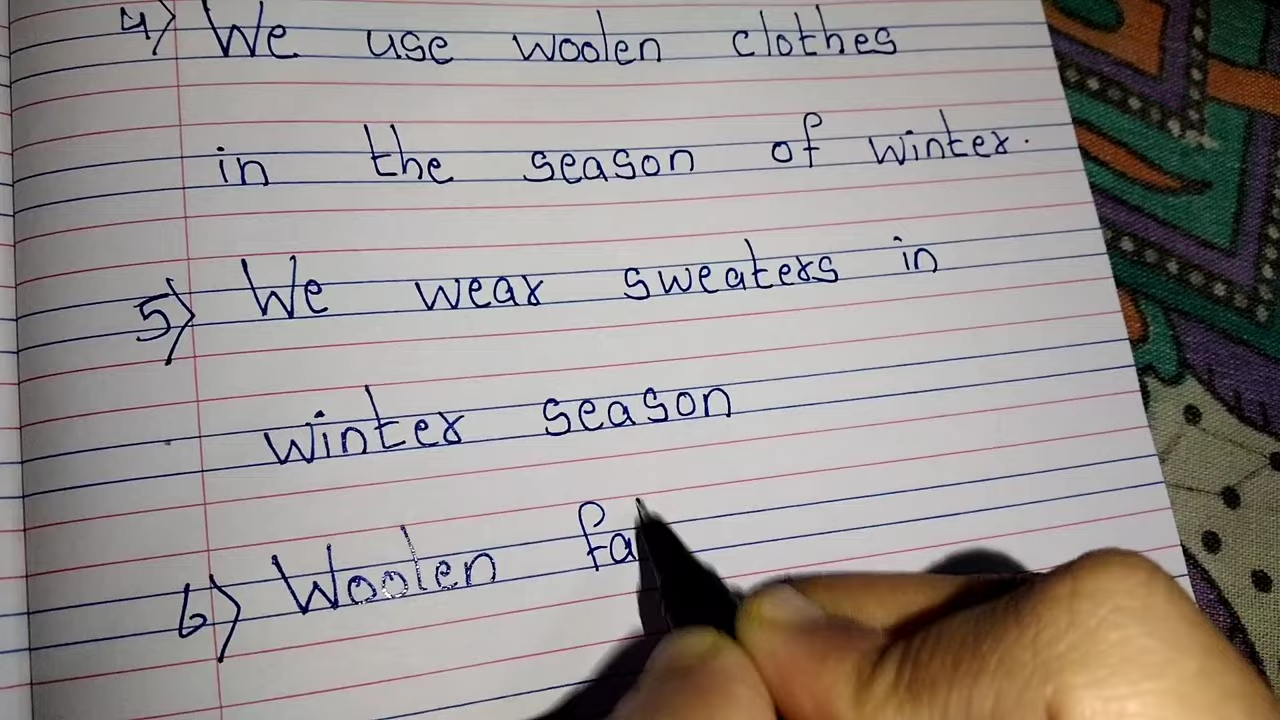 4) We use woolen clothes
in the season of winter.
5) We wear sweaters in
winter season
6) Woolen fa